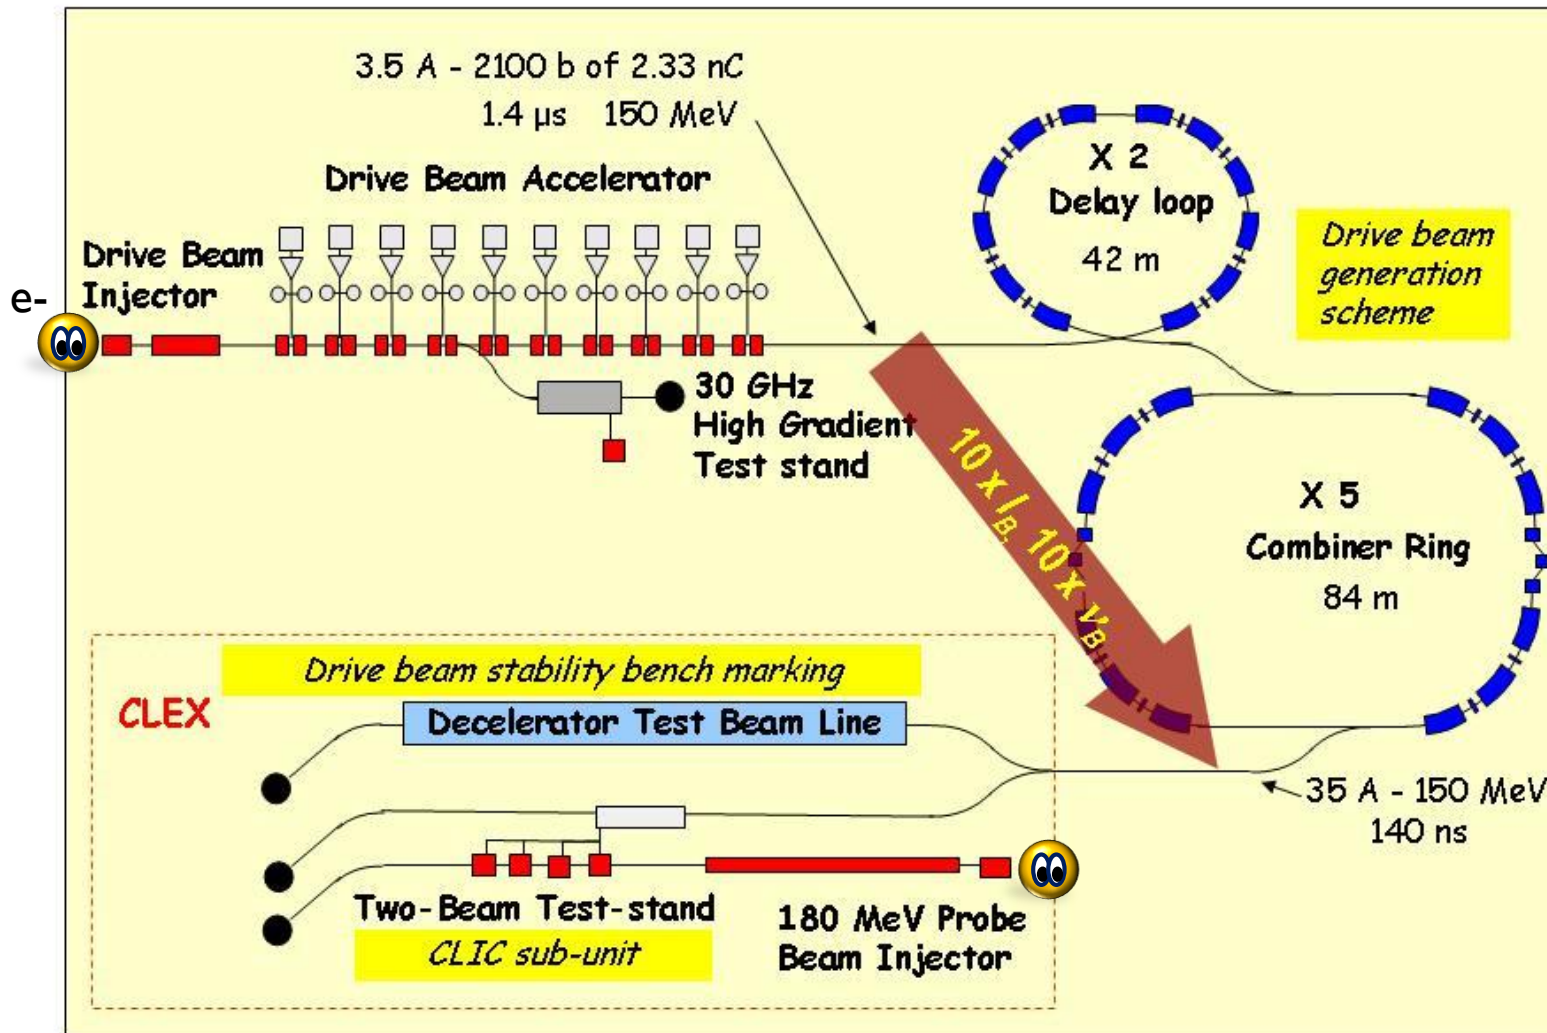 3.5 A - 2100 b of 2.33 nC
1.4 µs 150 MeV
Drive Beam Accelerator
Drive Beam
Injector
e-
X 2
Delay loop
42 m
Drive beam
generation
scheme
30 GHz
High Gradient
Test stand
10 x I_B, 10 x ν_B
X 5
Combiner Ring
84 m
Drive beam stability bench marking
CLEX
Decelerator Test Beam Line
35 A - 150 MeV
140 ns
Two-Beam Test-stand
CLIC sub-unit
180 MeV Probe
Beam Injector